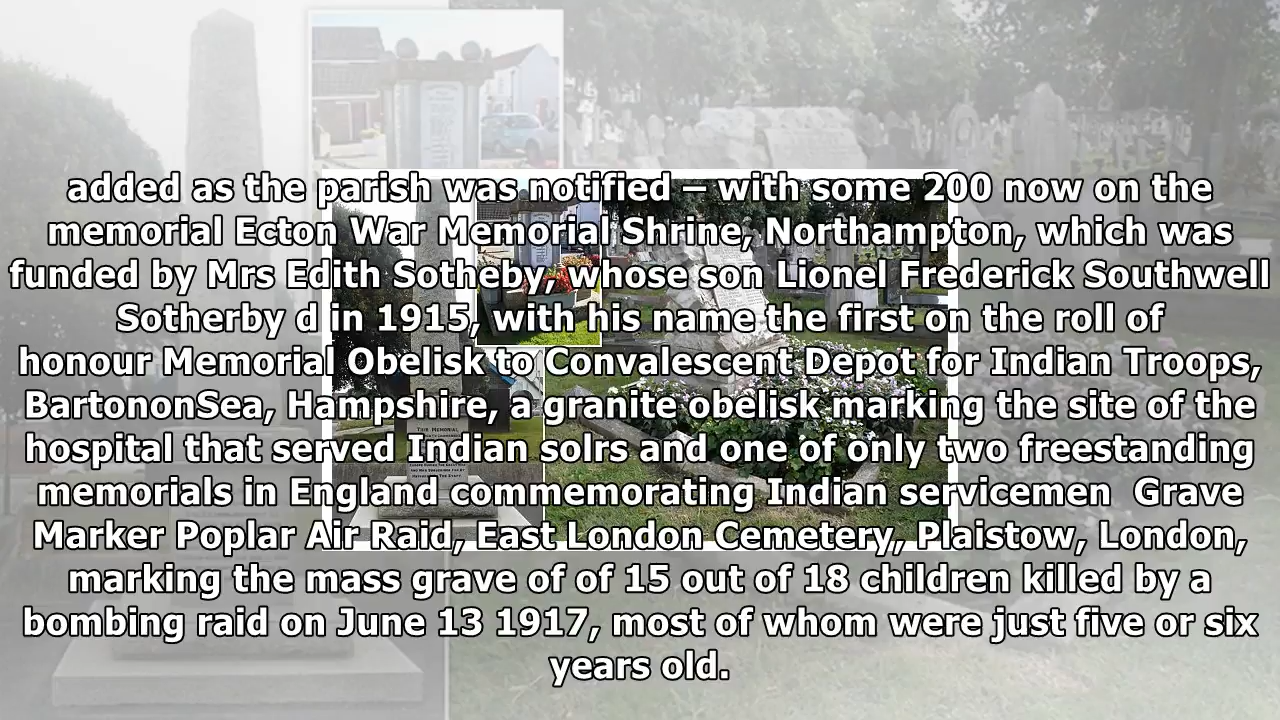 added as the parish was notified – with some 200 now on the
memorial Ecton War Memorial Shrine, Northampton, which was
funded by Mrs Edith Sotheby, whose son Lionel Frederick Southwell
Sotherby d in 1915, with his name the first on the roll of
honour Memorial Obelisk to Convalescent Depot for Indian Troops,
BartononSea, Hampshire, a granite obelisk marking the site of the
hospital that served Indian solrs and one of only two freestanding
memorials in England commemorating Indian servicemen  Grave
Marker Poplar Air Raid, East London Cemetery, Plaistow, London,
marking the mass grave of of 15 out of 18 children killed by a
bombing raid on June 13 1917, most of whom were just five or six
years old.
THIS MEMORIAL